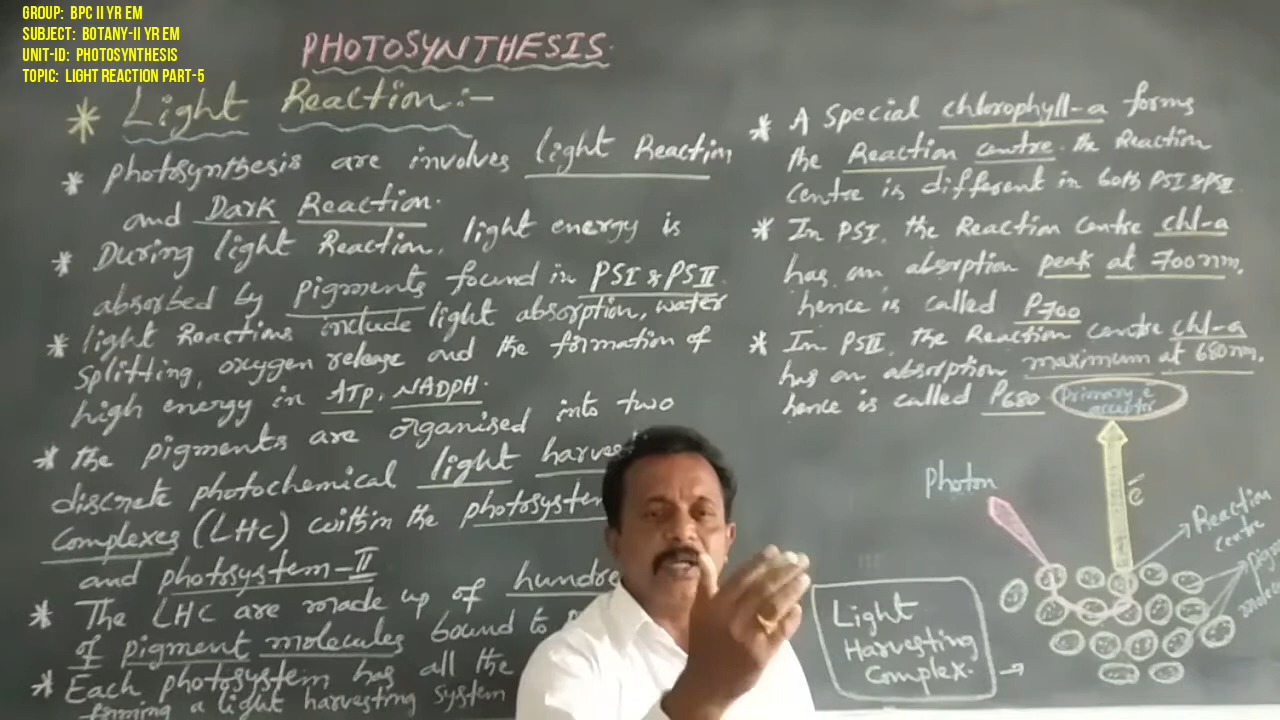 GROUP: BPC II YR EM
SUBJECT: BOTANY-II YR EM
UNIT-ID: PHOTOSYNTHESIS
TOPIC: LIGHT REACTION PART-5
PHOTOSYNTHESIS
* Light Reaction:-
* photosynthesis are involves light Reaction
and Dark Reaction.
* During light Reaction, light energy is
absorbed by pigments found in PSI & PSII
* light Reactions include light absorption, water
splitting, oxygen release and the formation of
high energy in ATP, NADPH.
* the pigments are organised into two
discrete photochemical light
Complexes (LHC) within the
and photosystem-II
* The LHC are made up of
of pigment molecules bound to
* Each photosystem has all the
forming a light harvesting system
* A special chlorophyll-a forms
the Reaction centre. the Reaction
centre is different in both PSI & PSII
* In PSI, the Reaction centre chl-a
has an absorption peak at 700nm,
hence is called P700
* In PSII, the Reaction centre chl-a
has an absorption maximum at 680nm,
hence is called P680
Primary e
acceptor
Photon
e
Reaction
centre
Light
Harvesting
Complex.